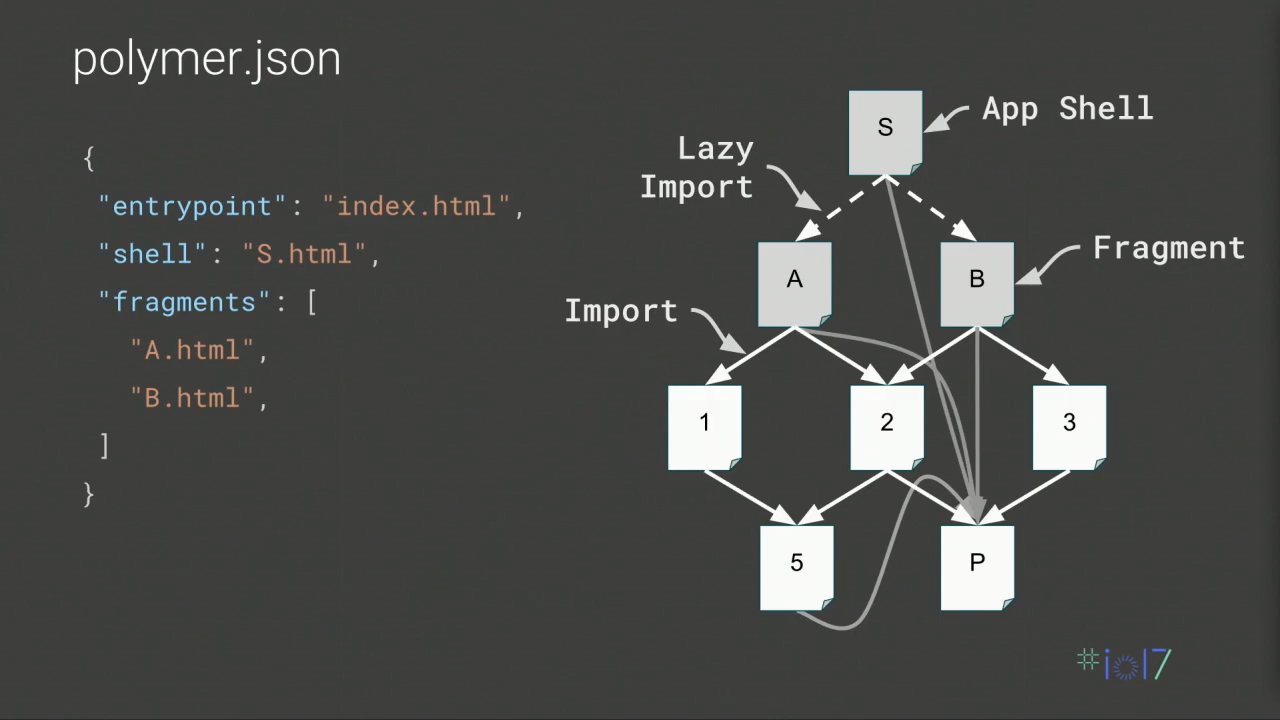 polymer.json
{
"entrypoint": "index.html",
"shell": "S.html",
"fragments": [
"A.html",
"B.html",
]
}
S
App Shell
Lazy
Import
A
B
Fragment
Import
1
2
3
5
P
#io17